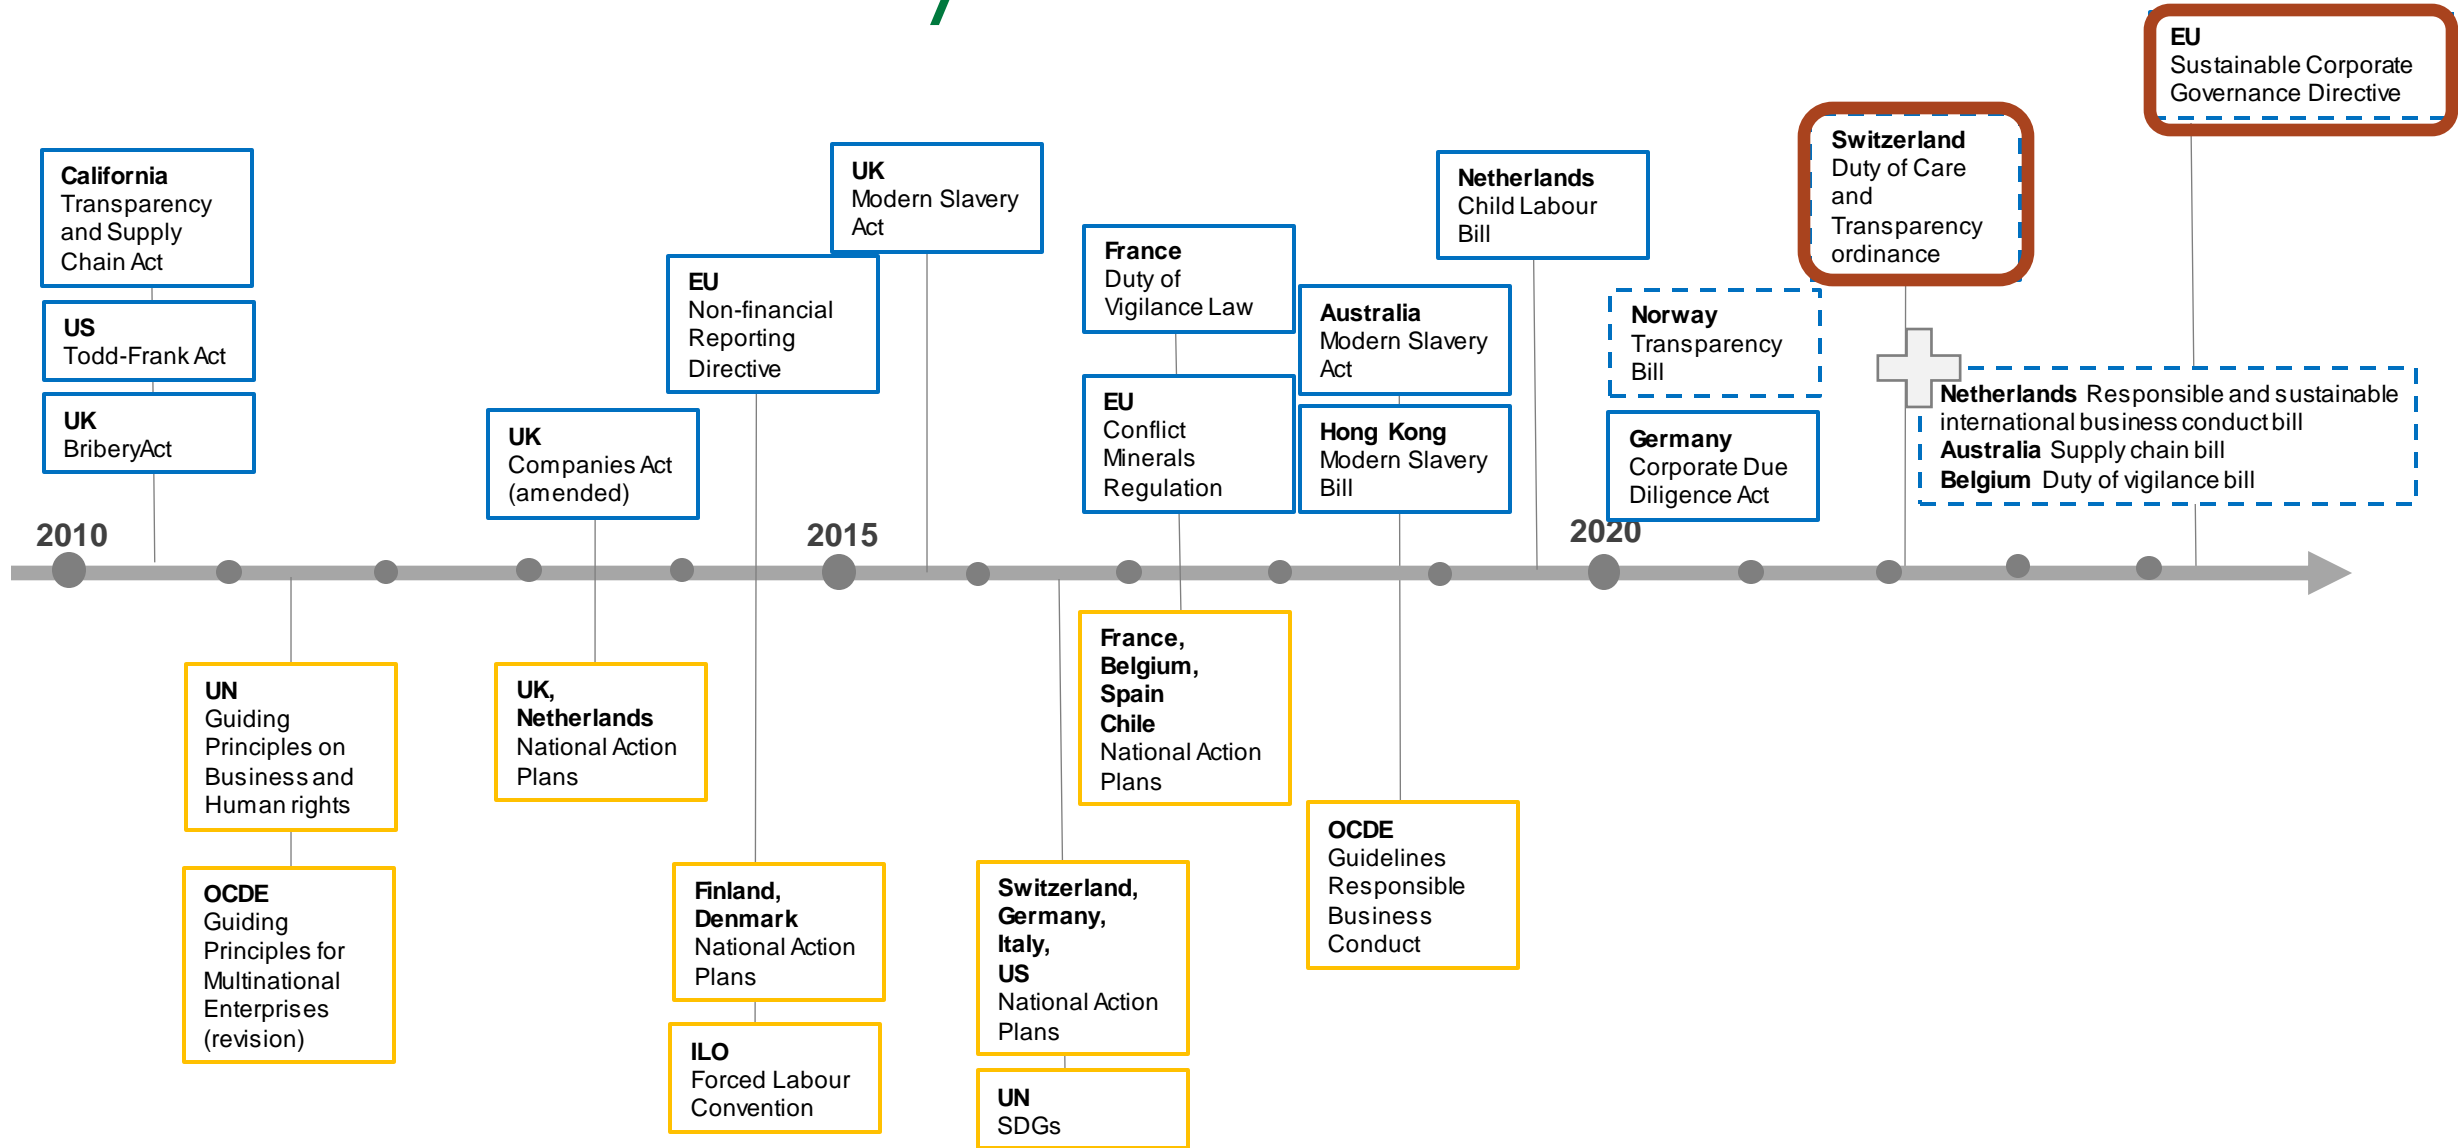 California
Transparency
and Supply
Chain Act
US
Todd-Frank Act
UK
BriberyAct
UK
Companies Act
(amended)
EU
Non-financial
Reporting
Directive
UK
Modern Slavery
Act
France
Duty of
Vigilance Law
EU
Conflict
Minerals
Regulation
Australia
Modern Slavery
Act
Hong Kong
Modern Slavery
Bill
Netherlands
Child Labour
Bill
Norway
Transparency
Bill
Germany
Corporate Due
Diligence Act
Switzerland
Duty of Care
and
Transparency
ordinance
EU
Sustainable Corporate
Governance Directive
Netherlands Responsible and sustainable
international business conduct bill
Australia Supply chain bill
Belgium Duty of vigilance bill
2010
2015
2020
UN
Guiding
Principles on
Business and
Human rights
OCDE
Guiding
Principles for
Multinational
Enterprises
(revision)
UK,
Netherlands
National Action
Plans
Finland,
Denmark
National Action
Plans
ILO
Forced Labour
Convention
Switzerland,
Germany,
Italy,
US
National Action
Plans
UN
SDGs
France,
Belgium,
Spain
Chile
National Action
Plans
OCDE
Guidelines
Responsible
Business
Conduct